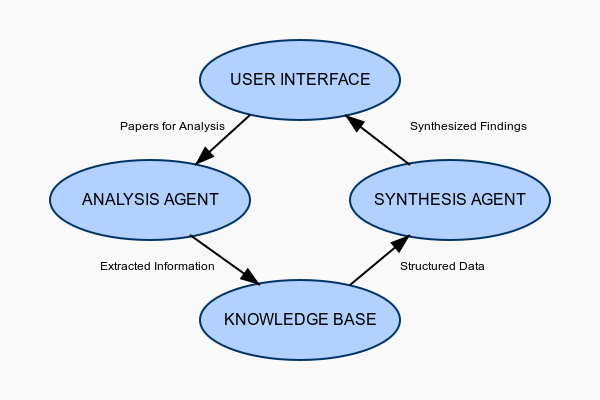 USER INTERFACE
Papers for Analysis
Synthesized Findings
ANALYSIS AGENT
SYNTHESIS AGENT
Extracted Information
Structured Data
KNOWLEDGE BASE